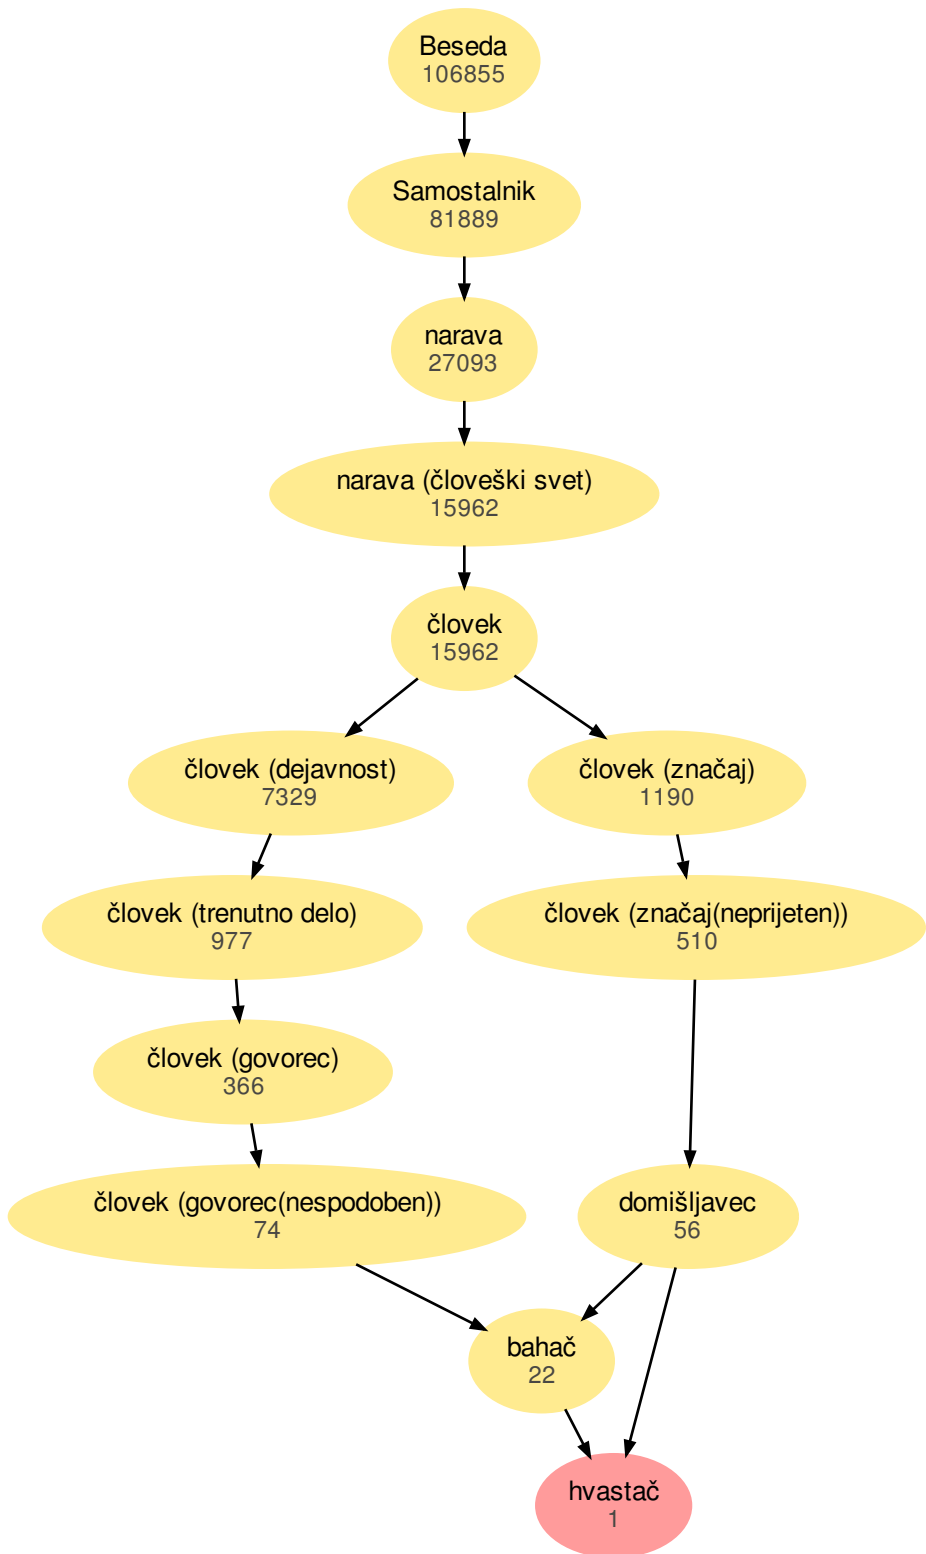 Beseda
106855
Samostalnik
81889
narava
27093
narava (človeški svet)
15962
človek
15962
človek (dejavnost)
7329
človek (značaj)
1190
človek (trenutno delo)
977
človek (značaj(neprijeten))
510
človek (govorec)
366
človek (govorec(nespodoben))
74
domišljavec
56
bahač
22
hvastač
1